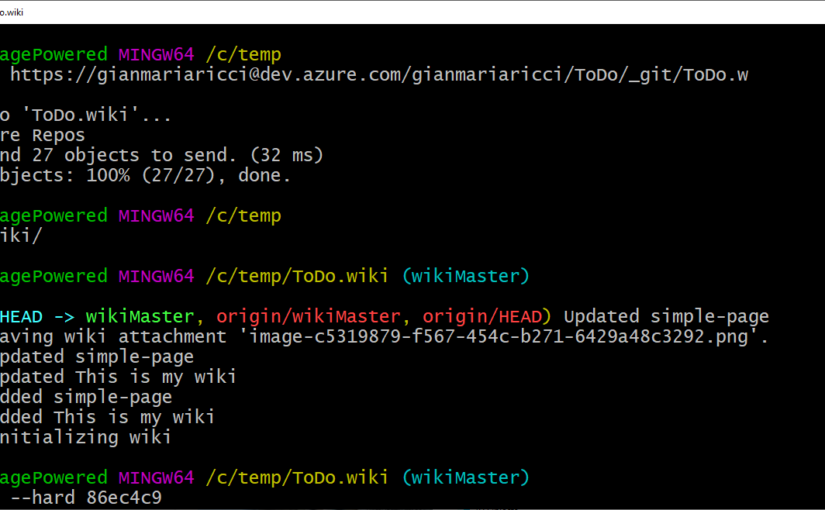 o.wiki
agePowered MINGW64 /c/temp
https://gianmariaricci@dev.azure.com/gianmariaricci/ToDo/_git/ToDo.w
o 'ToDo.wiki'...
re Repos
nd 27 objects to send. (32 ms)
bjects: 100% (27/27), done.
agePowered MINGW64 /c/temp
iki/
agePowered MINGW64 /c/temp/ToDo.wiki (wikiMaster)
HEAD -> wikiMaster, origin/wikiMaster, origin/HEAD) Updated simple-page
aving wiki attachment 'image-c5319879-f567-454c-b271-6429a48c3292.png'.
pdated simple-page
pdated This is my wiki
dded simple-page
dded This is my wiki
nitializing wiki
agePowered MINGW64 /c/temp/ToDo.wiki (wikiMaster)
--hard 86ec4c9